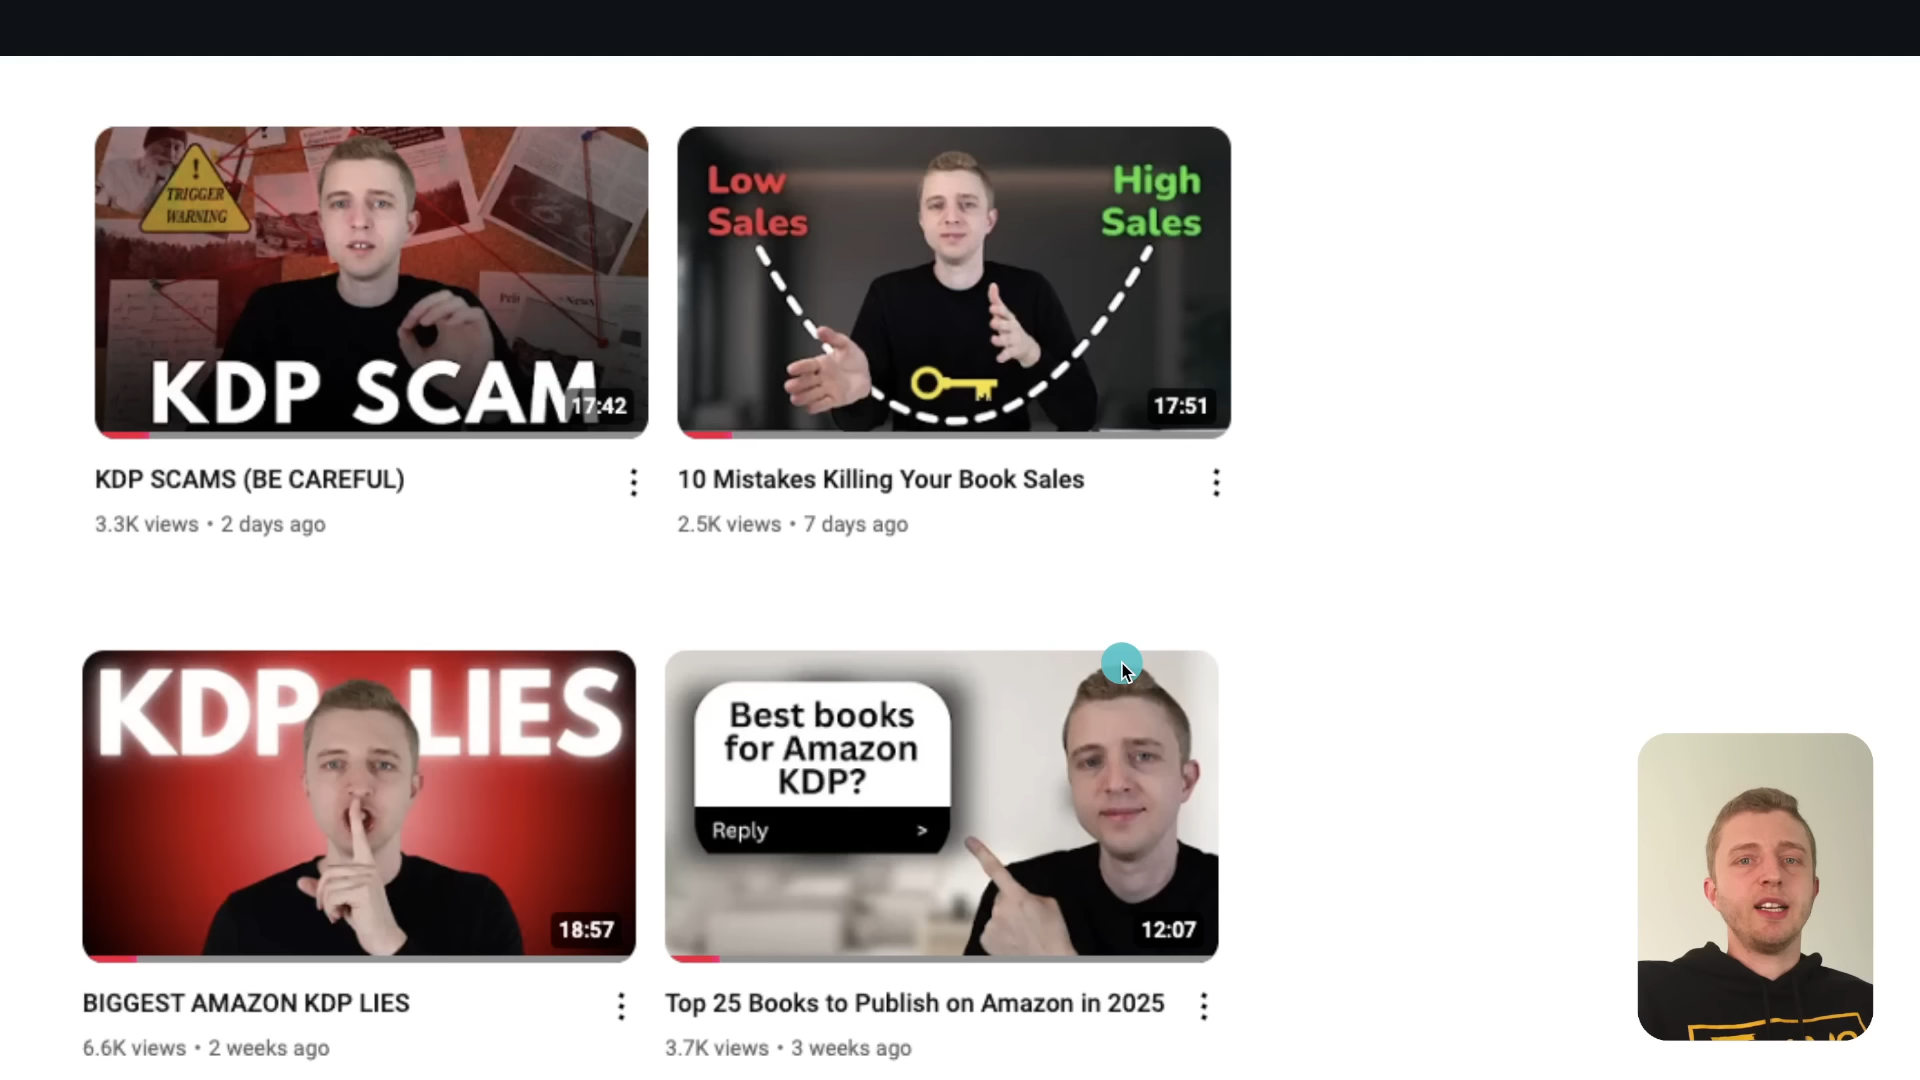 !
TRIGGER
WARNING
KDP SCAM
17:42
KDP SCAMS (BE CAREFUL)
3.3K views • 2 days ago
Low
Sales
High
Sales
17:51
10 Mistakes Killing Your Book Sales
2.5K views • 7 days ago
KDP LIES
18:57
BIGGEST AMAZON KDP LIES
6.6K views • 2 weeks ago
Best books
for Amazon
KDP?
Reply >
12:07
Top 25 Books to Publish on Amazon in 2025
3.7K views • 3 weeks ago